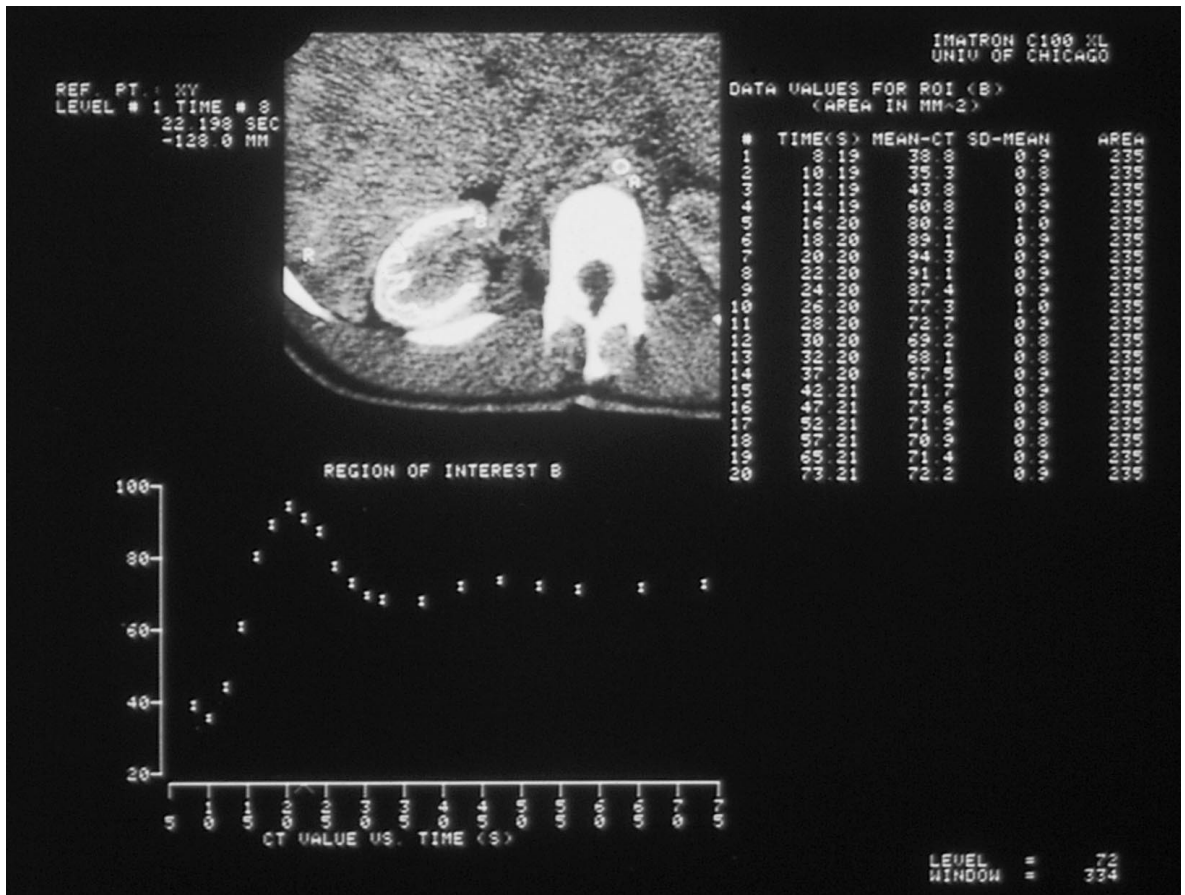 IMATRON C100 XL
UNIV OF CHICAGO
REF. PT.: XY
LEVEL # 1 TIME # 8
22.198 SEC
-128.0 MM
DATA VALUES FOR ROI (B)
(AREA IN MM^2)
# TIME(S) MEAN-CT SD-MEAN AREA
1 8.19 38.8 0.9 235
2 10.19 35.3 0.8 235
3 12.19 43.8 0.9 235
4 14.19 60.8 0.9 235
5 16.20 80.2 1.0 235
6 18.20 89.1 0.9 235
7 20.20 94.3 0.9 235
8 22.20 91.1 0.9 235
9 24.20 87.4 0.9 235
10 26.20 77.3 1.0 235
11 28.20 72.7 0.9 235
12 30.20 69.2 0.8 235
13 32.20 68.1 0.8 235
14 37.20 67.5 0.9 235
15 42.21 71.7 0.9 235
16 47.21 73.6 0.8 235
17 52.21 71.9 0.9 235
18 57.21 70.9 0.8 235
19 65.21 71.4 0.9 235
20 73.21 72.2 0.9 235
R
R
B
REGION OF INTEREST B
100
80
60
40
20
5 10 15 20 25 30 35 40 45 50 55 60 65 70 75
CT VALUE VS. TIME (S)
LEVEL = 72
WINDOW = 334